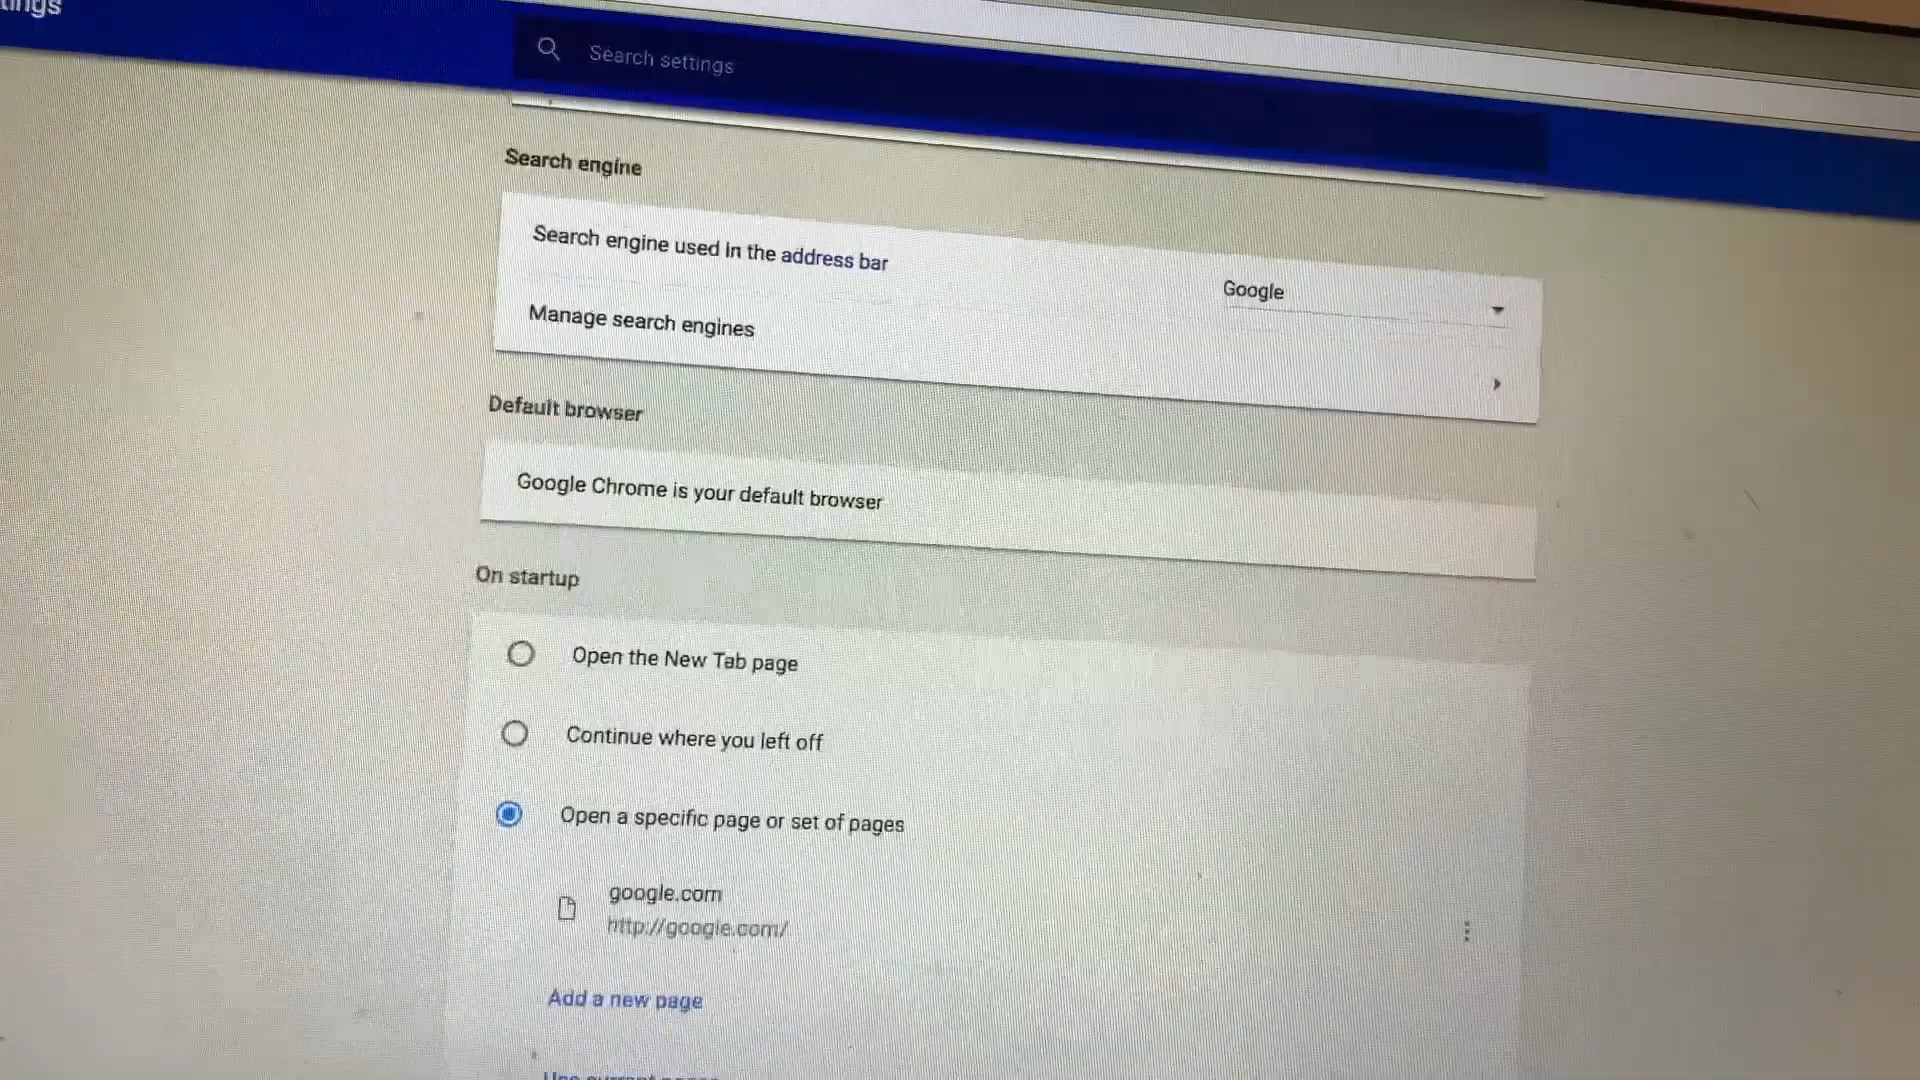 Search settings
Search engine
Search engine used in the address bar
Google
Manage search engines
Default browser
Google Chrome is your default browser
On startup
Open the New Tab page
Continue where you left off
Open a specific page or set of pages
google.com
http://google.com/
Add a new page